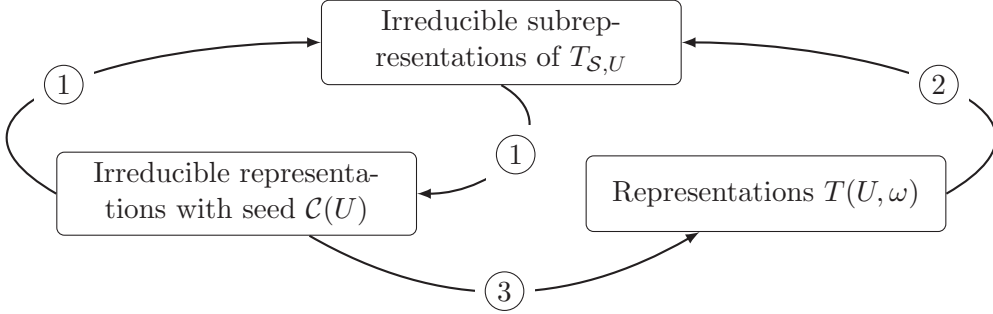 Irreducible subrep-
resentations of $T_{\mathcal{S},U}$
1
2
1
Irreducible representa-
tions with seed $\mathcal{C}(U)$
Representations $T(U, \omega)$
3